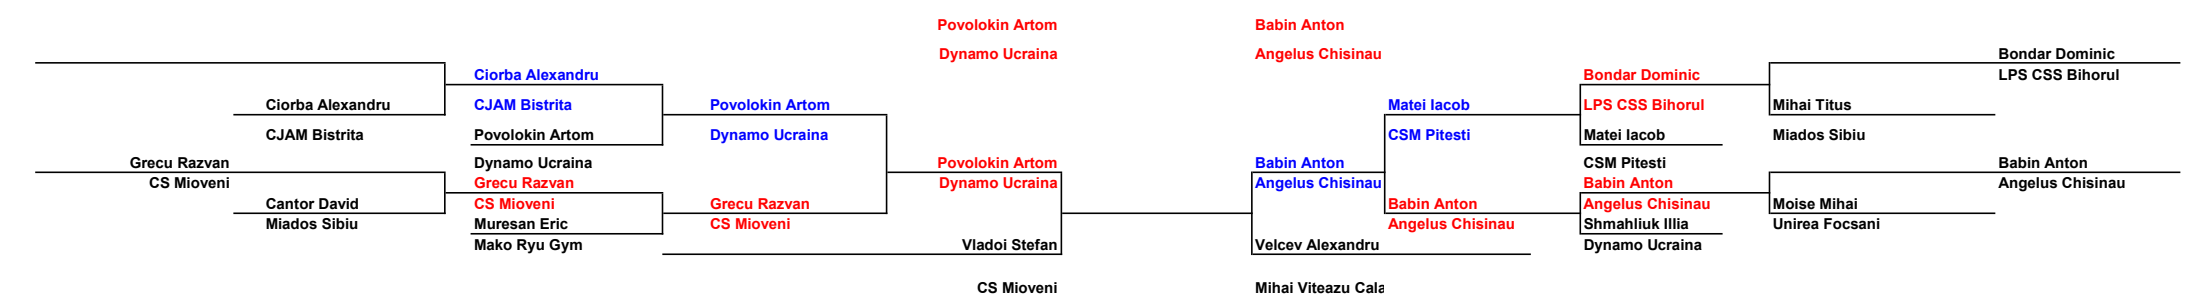 Povolokin Artom
Babin Anton
Dynamo Ucraina
Angelus Chisinau
Bondar Dominic
Ciorba Alexandru
Bondar Dominic
LPS CSS Bihorul
Ciorba Alexandru
CJAM Bistrita
Povolokin Artom
Matei Iacob
LPS CSS Bihorul
Mihai Titus
CJAM Bistrita
Povolokin Artom
Dynamo Ucraina
CSM Pitesti
Matei Iacob
Miados Sibiu
Grecu Razvan
Dynamo Ucraina
Povolokin Artom
Babin Anton
CSM Pitesti
Babin Anton
CS Mioveni
Grecu Razvan
Dynamo Ucraina
Angelus Chisinau
Babin Anton
Angelus Chisinau
Cantor David
CS Mioveni
Grecu Razvan
Babin Anton
Angelus Chisinau
Moise Mihai
Miados Sibiu
Muresan Eric
CS Mioveni
Angelus Chisinau
Shmahliuk Illia
Unirea Focsani
Mako Ryu Gym
Vladoi Stefan
Velcev Alexandru
Dynamo Ucraina
CS Mioveni
Mihai Viteazu Cala